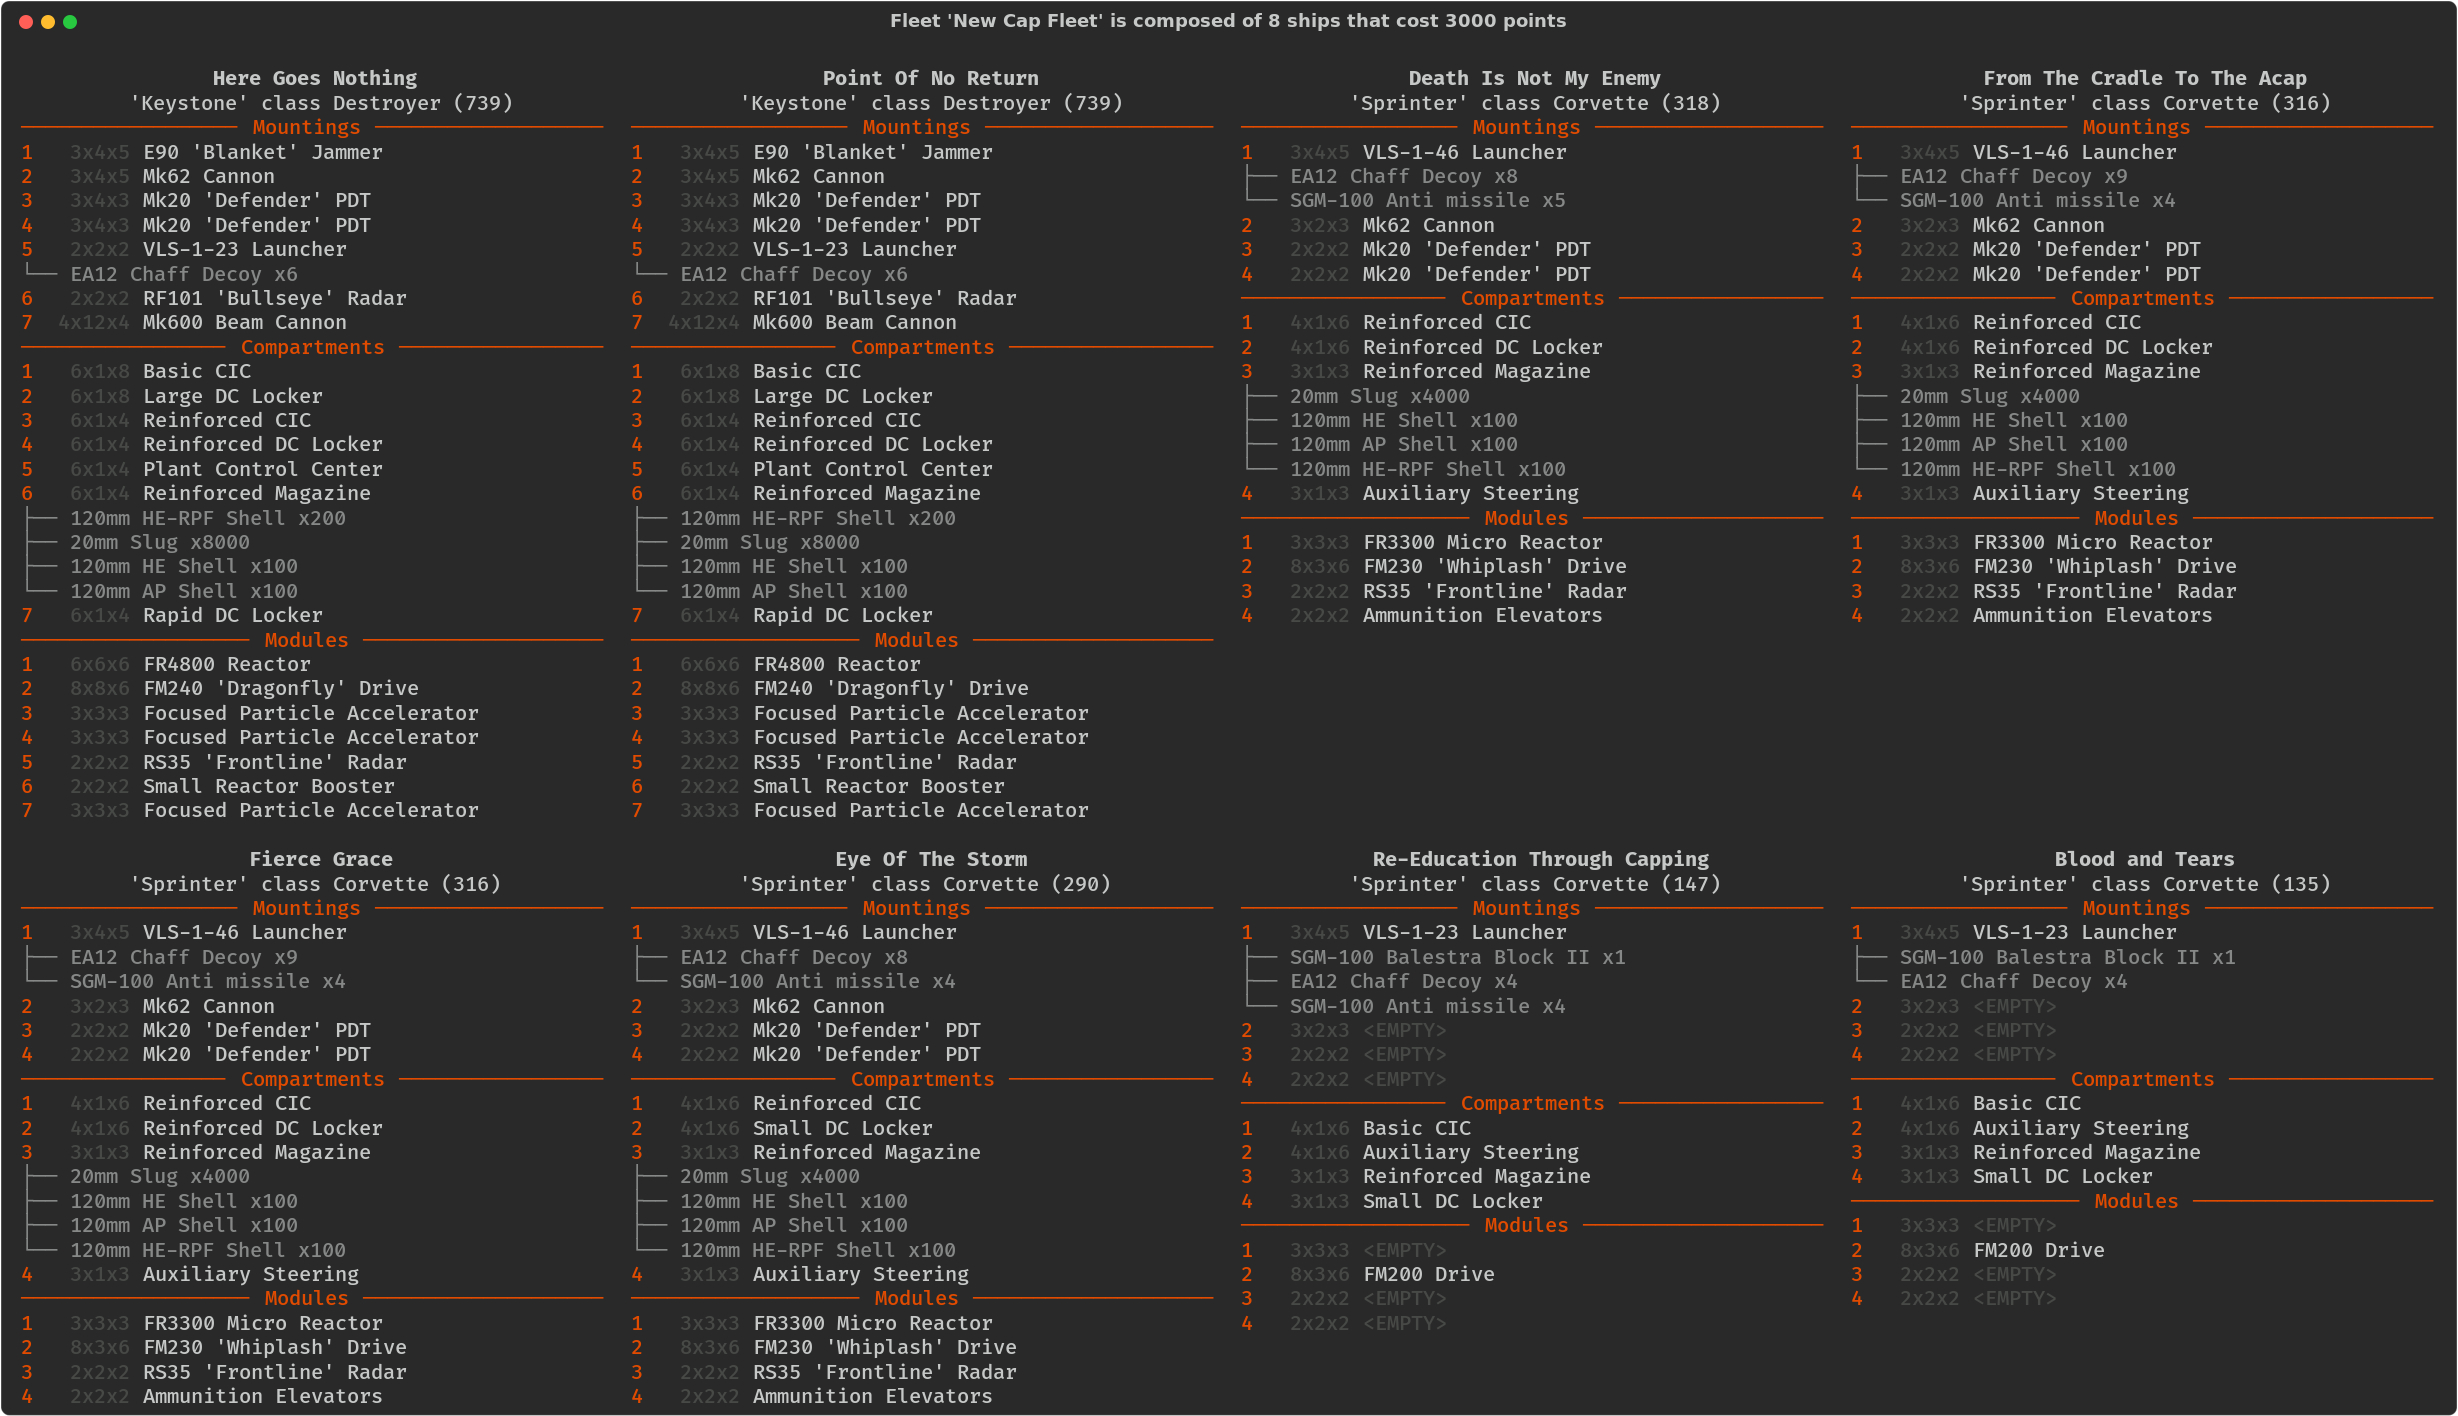 Fleet 'New Cap Fleet' is composed of 8 ships that cost 3000 points
Here Goes Nothing
'Keystone' class Destroyer (739)
Mountings
1 3x4x5 E90 'Blanket' Jammer
2 3x4x5 Mk62 Cannon
3 3x4x3 Mk20 'Defender' PDT
4 3x4x3 Mk20 'Defender' PDT
5 2x2x2 VLS-1-23 Launcher
└── EA12 Chaff Decoy x6
6 2x2x2 RF101 'Bullseye' Radar
7 4x12x4 Mk600 Beam Cannon
Compartments
1 6x1x8 Basic CIC
2 6x1x8 Large DC Locker
3 6x1x4 Reinforced CIC
4 6x1x4 Reinforced DC Locker
5 6x1x4 Plant Control Center
6 6x1x4 Reinforced Magazine
├── 120mm HE-RPF Shell x200
├── 20mm Slug x8000
├── 120mm HE Shell x100
└── 120mm AP Shell x100
7 6x1x4 Rapid DC Locker
Modules
1 6x6x6 FR4800 Reactor
2 8x8x6 FM240 'Dragonfly' Drive
3 3x3x3 Focused Particle Accelerator
4 3x3x3 Focused Particle Accelerator
5 2x2x2 RS35 'Frontline' Radar
6 2x2x2 Small Reactor Booster
7 3x3x3 Focused Particle Accelerator
Point Of No Return
'Keystone' class Destroyer (739)
Mountings
1 3x4x5 E90 'Blanket' Jammer
2 3x4x5 Mk62 Cannon
3 3x4x3 Mk20 'Defender' PDT
4 3x4x3 Mk20 'Defender' PDT
5 2x2x2 VLS-1-23 Launcher
└── EA12 Chaff Decoy x6
6 2x2x2 RF101 'Bullseye' Radar
7 4x12x4 Mk600 Beam Cannon
Compartments
1 6x1x8 Basic CIC
2 6x1x8 Large DC Locker
3 6x1x4 Reinforced CIC
4 6x1x4 Reinforced DC Locker
5 6x1x4 Plant Control Center
6 6x1x4 Reinforced Magazine
├── 120mm HE-RPF Shell x200
├── 20mm Slug x8000
├── 120mm HE Shell x100
└── 120mm AP Shell x100
7 6x1x4 Rapid DC Locker
Modules
1 6x6x6 FR4800 Reactor
2 8x8x6 FM240 'Dragonfly' Drive
3 3x3x3 Focused Particle Accelerator
4 3x3x3 Focused Particle Accelerator
5 2x2x2 RS35 'Frontline' Radar
6 2x2x2 Small Reactor Booster
7 3x3x3 Focused Particle Accelerator
Death Is Not My Enemy
'Sprinter' class Corvette (318)
Mountings
1 3x4x5 VLS-1-46 Launcher
├── EA12 Chaff Decoy x8
└── SGM-100 Anti missile x5
2 3x2x3 Mk62 Cannon
3 2x2x2 Mk20 'Defender' PDT
4 2x2x2 Mk20 'Defender' PDT
Compartments
1 4x1x6 Reinforced CIC
2 4x1x6 Reinforced DC Locker
3 3x1x3 Reinforced Magazine
├── 20mm Slug x4000
├── 120mm HE Shell x100
├── 120mm AP Shell x100
└── 120mm HE-RPF Shell x100
4 3x1x3 Auxiliary Steering
Modules
1 3x3x3 FR3300 Micro Reactor
2 8x3x6 FM230 'Whiplash' Drive
3 2x2x2 RS35 'Frontline' Radar
4 2x2x2 Ammunition Elevators
From The Cradle To The Acap
'Sprinter' class Corvette (316)
Mountings
1 3x4x5 VLS-1-46 Launcher
├── EA12 Chaff Decoy x9
└── SGM-100 Anti missile x4
2 3x2x3 Mk62 Cannon
3 2x2x2 Mk20 'Defender' PDT
4 2x2x2 Mk20 'Defender' PDT
Compartments
1 4x1x6 Reinforced CIC
2 4x1x6 Reinforced DC Locker
3 3x1x3 Reinforced Magazine
├── 20mm Slug x4000
├── 120mm HE Shell x100
├── 120mm AP Shell x100
└── 120mm HE-RPF Shell x100
4 3x1x3 Auxiliary Steering
Modules
1 3x3x3 FR3300 Micro Reactor
2 8x3x6 FM230 'Whiplash' Drive
3 2x2x2 RS35 'Frontline' Radar
4 2x2x2 Ammunition Elevators
Fierce Grace
'Sprinter' class Corvette (316)
Mountings
1 3x4x5 VLS-1-46 Launcher
├── EA12 Chaff Decoy x9
└── SGM-100 Anti missile x4
2 3x2x3 Mk62 Cannon
3 2x2x2 Mk20 'Defender' PDT
4 2x2x2 Mk20 'Defender' PDT
Compartments
1 4x1x6 Reinforced CIC
2 4x1x6 Reinforced DC Locker
3 3x1x3 Reinforced Magazine
├── 20mm Slug x4000
├── 120mm HE Shell x100
├── 120mm AP Shell x100
└── 120mm HE-RPF Shell x100
4 3x1x3 Auxiliary Steering
Modules
1 3x3x3 FR3300 Micro Reactor
2 8x3x6 FM230 'Whiplash' Drive
3 2x2x2 RS35 'Frontline' Radar
4 2x2x2 Ammunition Elevators
Eye Of The Storm
'Sprinter' class Corvette (290)
Mountings
1 3x4x5 VLS-1-46 Launcher
├── EA12 Chaff Decoy x8
└── SGM-100 Anti missile x4
2 3x2x3 Mk62 Cannon
3 2x2x2 Mk20 'Defender' PDT
4 2x2x2 Mk20 'Defender' PDT
Compartments
1 4x1x6 Reinforced CIC
2 4x1x6 Small DC Locker
3 3x1x3 Reinforced Magazine
├── 20mm Slug x4000
├── 120mm HE Shell x100
├── 120mm AP Shell x100
└── 120mm HE-RPF Shell x100
4 3x1x3 Auxiliary Steering
Modules
1 3x3x3 FR3300 Micro Reactor
2 8x3x6 FM230 'Whiplash' Drive
3 2x2x2 RS35 'Frontline' Radar
4 2x2x2 Ammunition Elevators
Re-Education Through Capping
'Sprinter' class Corvette (147)
Mountings
1 3x4x5 VLS-1-23 Launcher
├── SGM-100 Balestra Block II x1
├── EA12 Chaff Decoy x4
└── SGM-100 Anti missile x4
2 3x2x3 <EMPTY>
3 2x2x2 <EMPTY>
4 2x2x2 <EMPTY>
Compartments
1 4x1x6 Basic CIC
2 4x1x6 Auxiliary Steering
3 3x1x3 Reinforced Magazine
4 3x1x3 Small DC Locker
Modules
1 3x3x3 <EMPTY>
2 8x3x6 FM200 Drive
3 2x2x2 <EMPTY>
4 2x2x2 <EMPTY>
Blood and Tears
'Sprinter' class Corvette (135)
Mountings
1 3x4x5 VLS-1-23 Launcher
├── SGM-100 Balestra Block II x1
└── EA12 Chaff Decoy x4
2 3x2x3 <EMPTY>
3 2x2x2 <EMPTY>
4 2x2x2 <EMPTY>
Compartments
1 4x1x6 Basic CIC
2 4x1x6 Auxiliary Steering
3 3x1x3 Reinforced Magazine
4 3x1x3 Small DC Locker
Modules
1 3x3x3 <EMPTY>
2 8x3x6 FM200 Drive
3 2x2x2 <EMPTY>
4 2x2x2 <EMPTY>